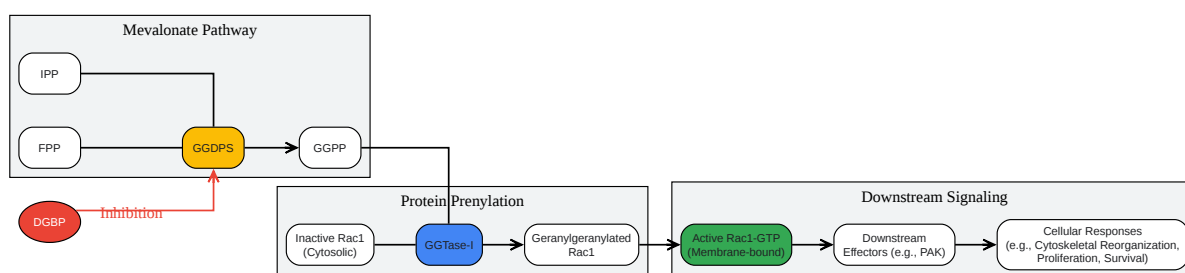 Mevalonate Pathway
IPP
FPP
GGDPS
GGPP
DGBP
Inhibition
Protein Prenylation
Inactive Rac1
(Cytosolic)
GGTase-I
Geranylgeranylated
Rac1
Downstream Signaling
Active Rac1-GTP
(Membrane-bound)
Downstream
Effectors (e.g., PAK)
Cellular Responses
(e.g., Cytoskeletal Reorganization,
Proliferation, Survival)